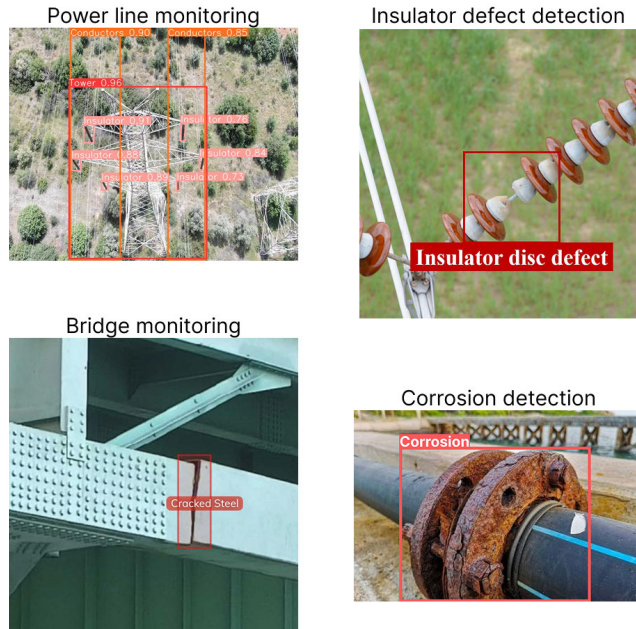 Power line monitoring
Conductors 0.90
Conductors 0.85
Tower 0.96
Insulator 0.91
Insulator 0.76
Insulator 0.88
Insulator 0.84
Insulator 0.89
Insulator 0.73
Insulator defect detection
Insulator disc defect
Bridge monitoring
Cracked Steel
Corrosion detection
Corrosion